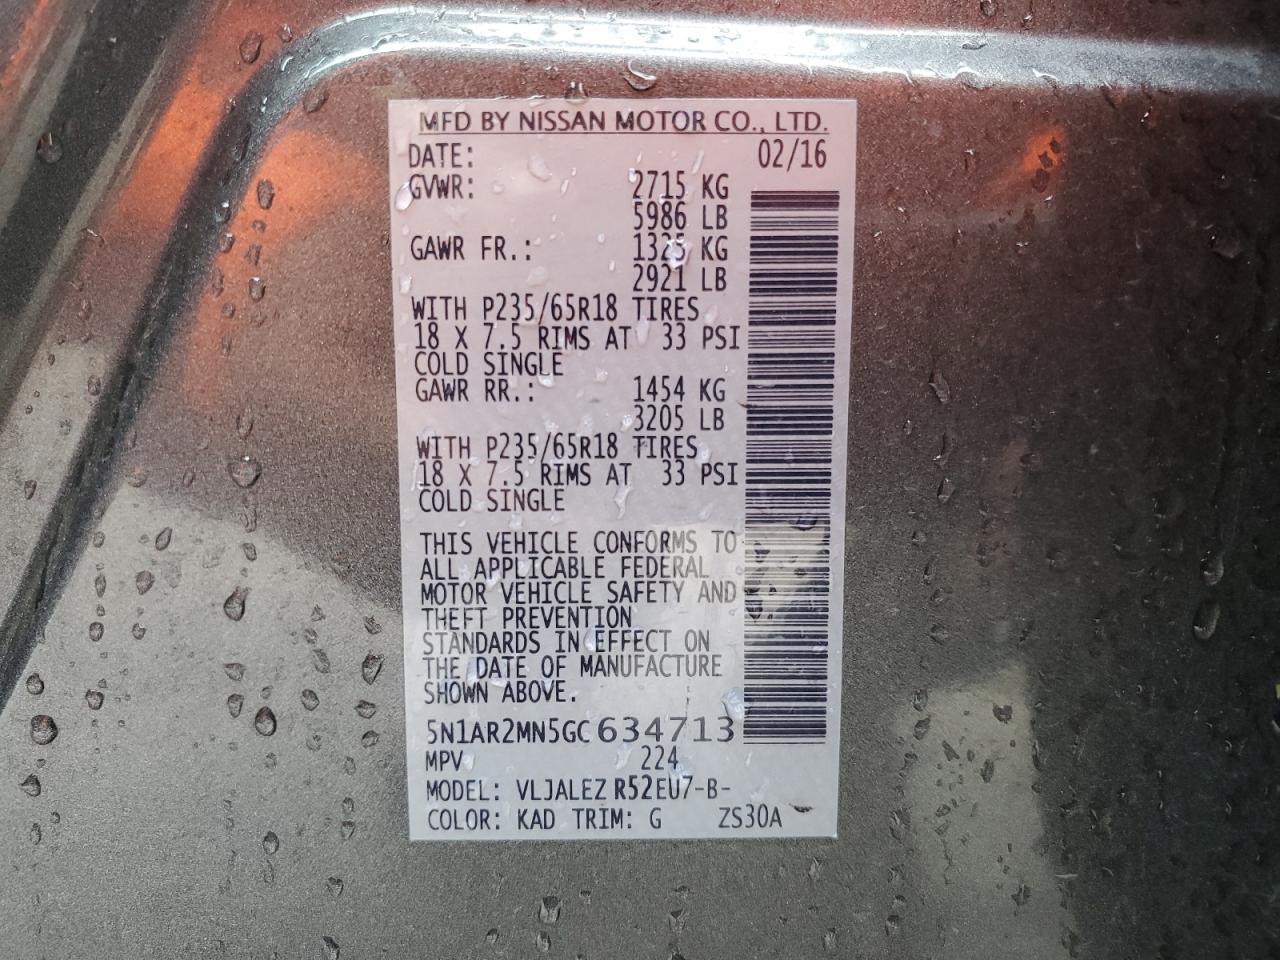 MFD BY NISSAN MOTOR CO., LTD.
DATE: 02/16
GVWR: 2715 KG
5986 LB
GAWR FR.: 1325 KG
2921 LB
WITH P235/65R18 TIRES
18 X 7.5 RIMS AT 33 PSI
COLD SINGLE
GAWR RR.: 1454 KG
3205 LB
WITH P235/65R18 TIRES
18 X 7.5 RIMS AT 33 PSI
COLD SINGLE
THIS VEHICLE CONFORMS TO
ALL APPLICABLE FEDERAL
MOTOR VEHICLE SAFETY AND
THEFT PREVENTION
STANDARDS IN EFFECT ON
THE DATE OF MANUFACTURE
SHOWN ABOVE.
5N1AR2MN5GC634713
MPV 224
MODEL: VLJALEZ R52EU7-B-
COLOR: KAD TRIM: G ZS30A